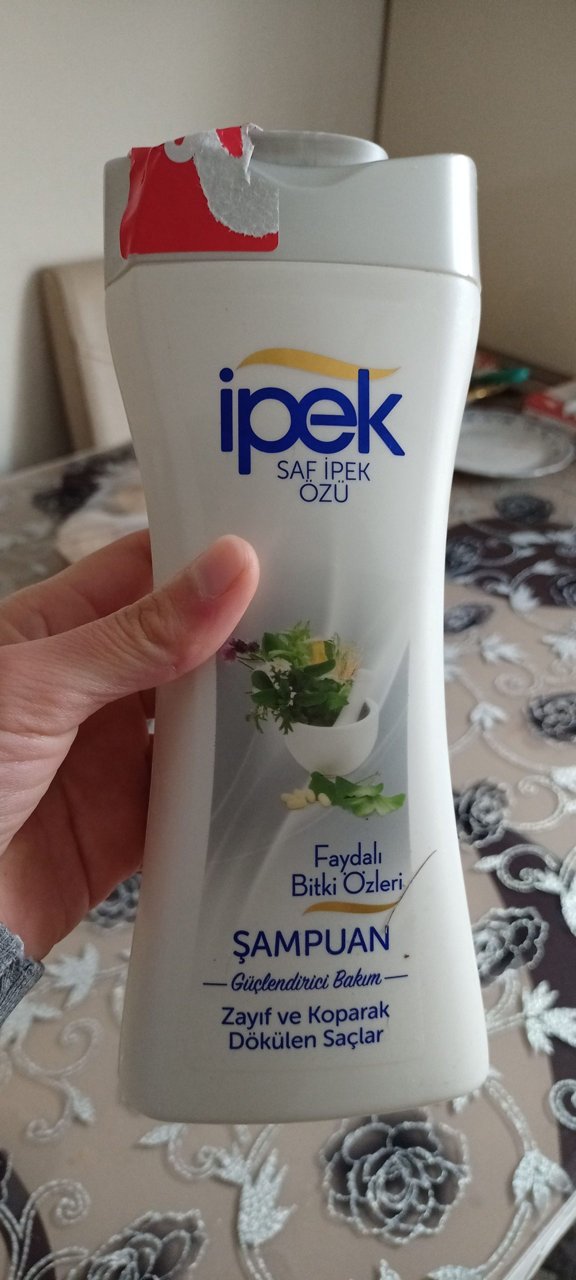 ipek
SAF İPEK
ÖZÜ
Faydalı
Bitki Özleri
ŞAMPUAN
Güçlendirici Bakım
Zayıf ve Koparak
Dökülen Saçlar